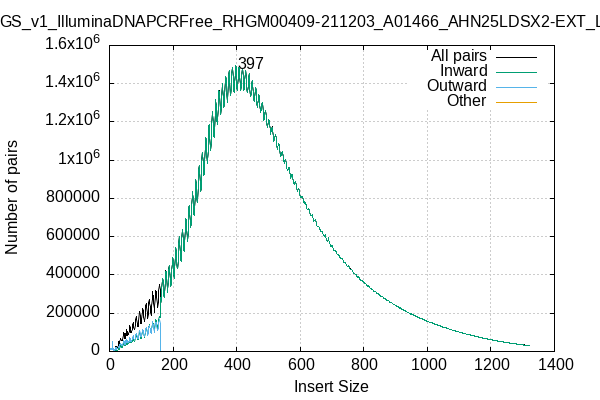 GS_v1_IlluminaDNAPCRFree_RHGM00409-211203_A01466_AHN25LDSX2-EXT_L
1.6x10^6
1.4x10^6
1.2x10^6
1x10^6
800000
600000
400000
200000
0
Number of pairs
397
All pairs
Inward
Outward
Other
0 200 400 600 800 1000 1200 1400
Insert Size